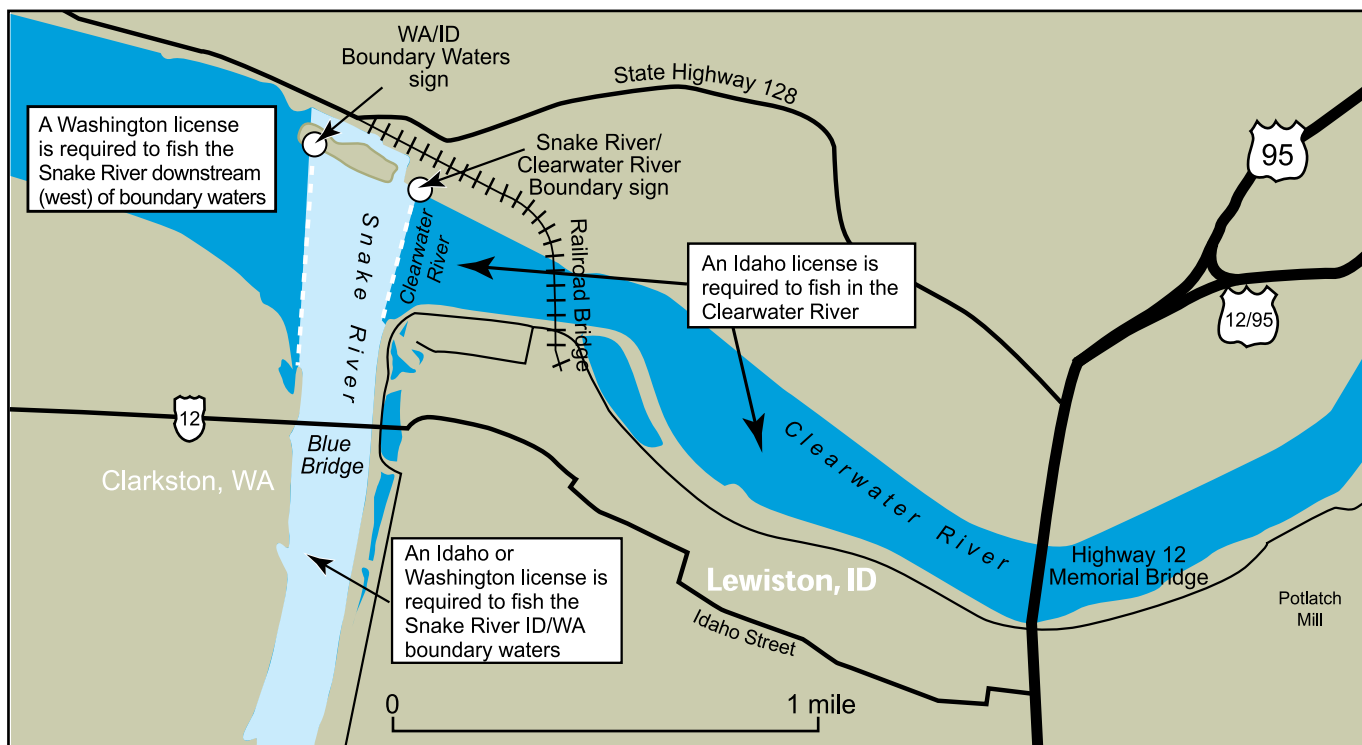 WA/ID
Boundary Waters
sign
State Highway 128
A Washington license
is required to fish the
Snake River downstream
(west) of boundary waters
Snake River/
Clearwater River
Boundary sign
95
12/95
Snake River
Clearwater
River
Railroad Bridge
An Idaho license is
required to fish in the
Clearwater River
12
Blue
Bridge
Clarkston, WA
Clearwater River
An Idaho or
Washington license is
required to fish the
Snake River ID/WA
boundary waters
Lewiston, ID
Idaho Street
Highway 12
Memorial Bridge
Potlatch
Mill
0
1 mile